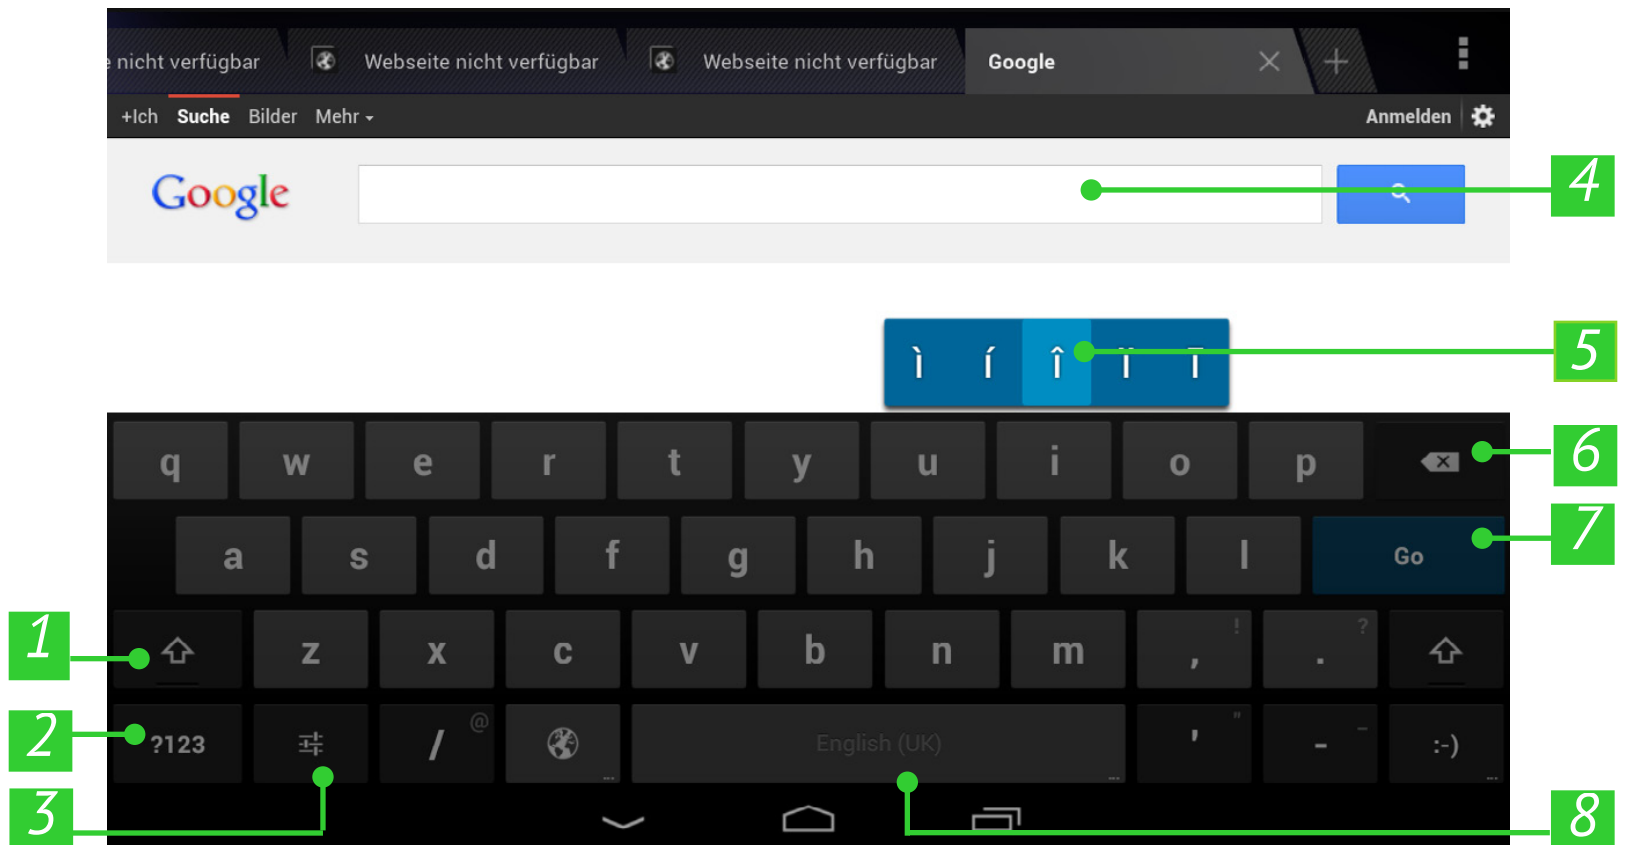 e nicht verfügbar Webseite nicht verfügbar Webseite nicht verfügbar Google
+Ich Suche Bilder Mehr Anmelden
Google
4
ì í î ï ī
5
q w e r t y u i o p
6
a s d f g h j k l Go
7
1
z x c v b n m , ! . ?
2
?123 / @ English (UK) ' " - _ :-)
3
8